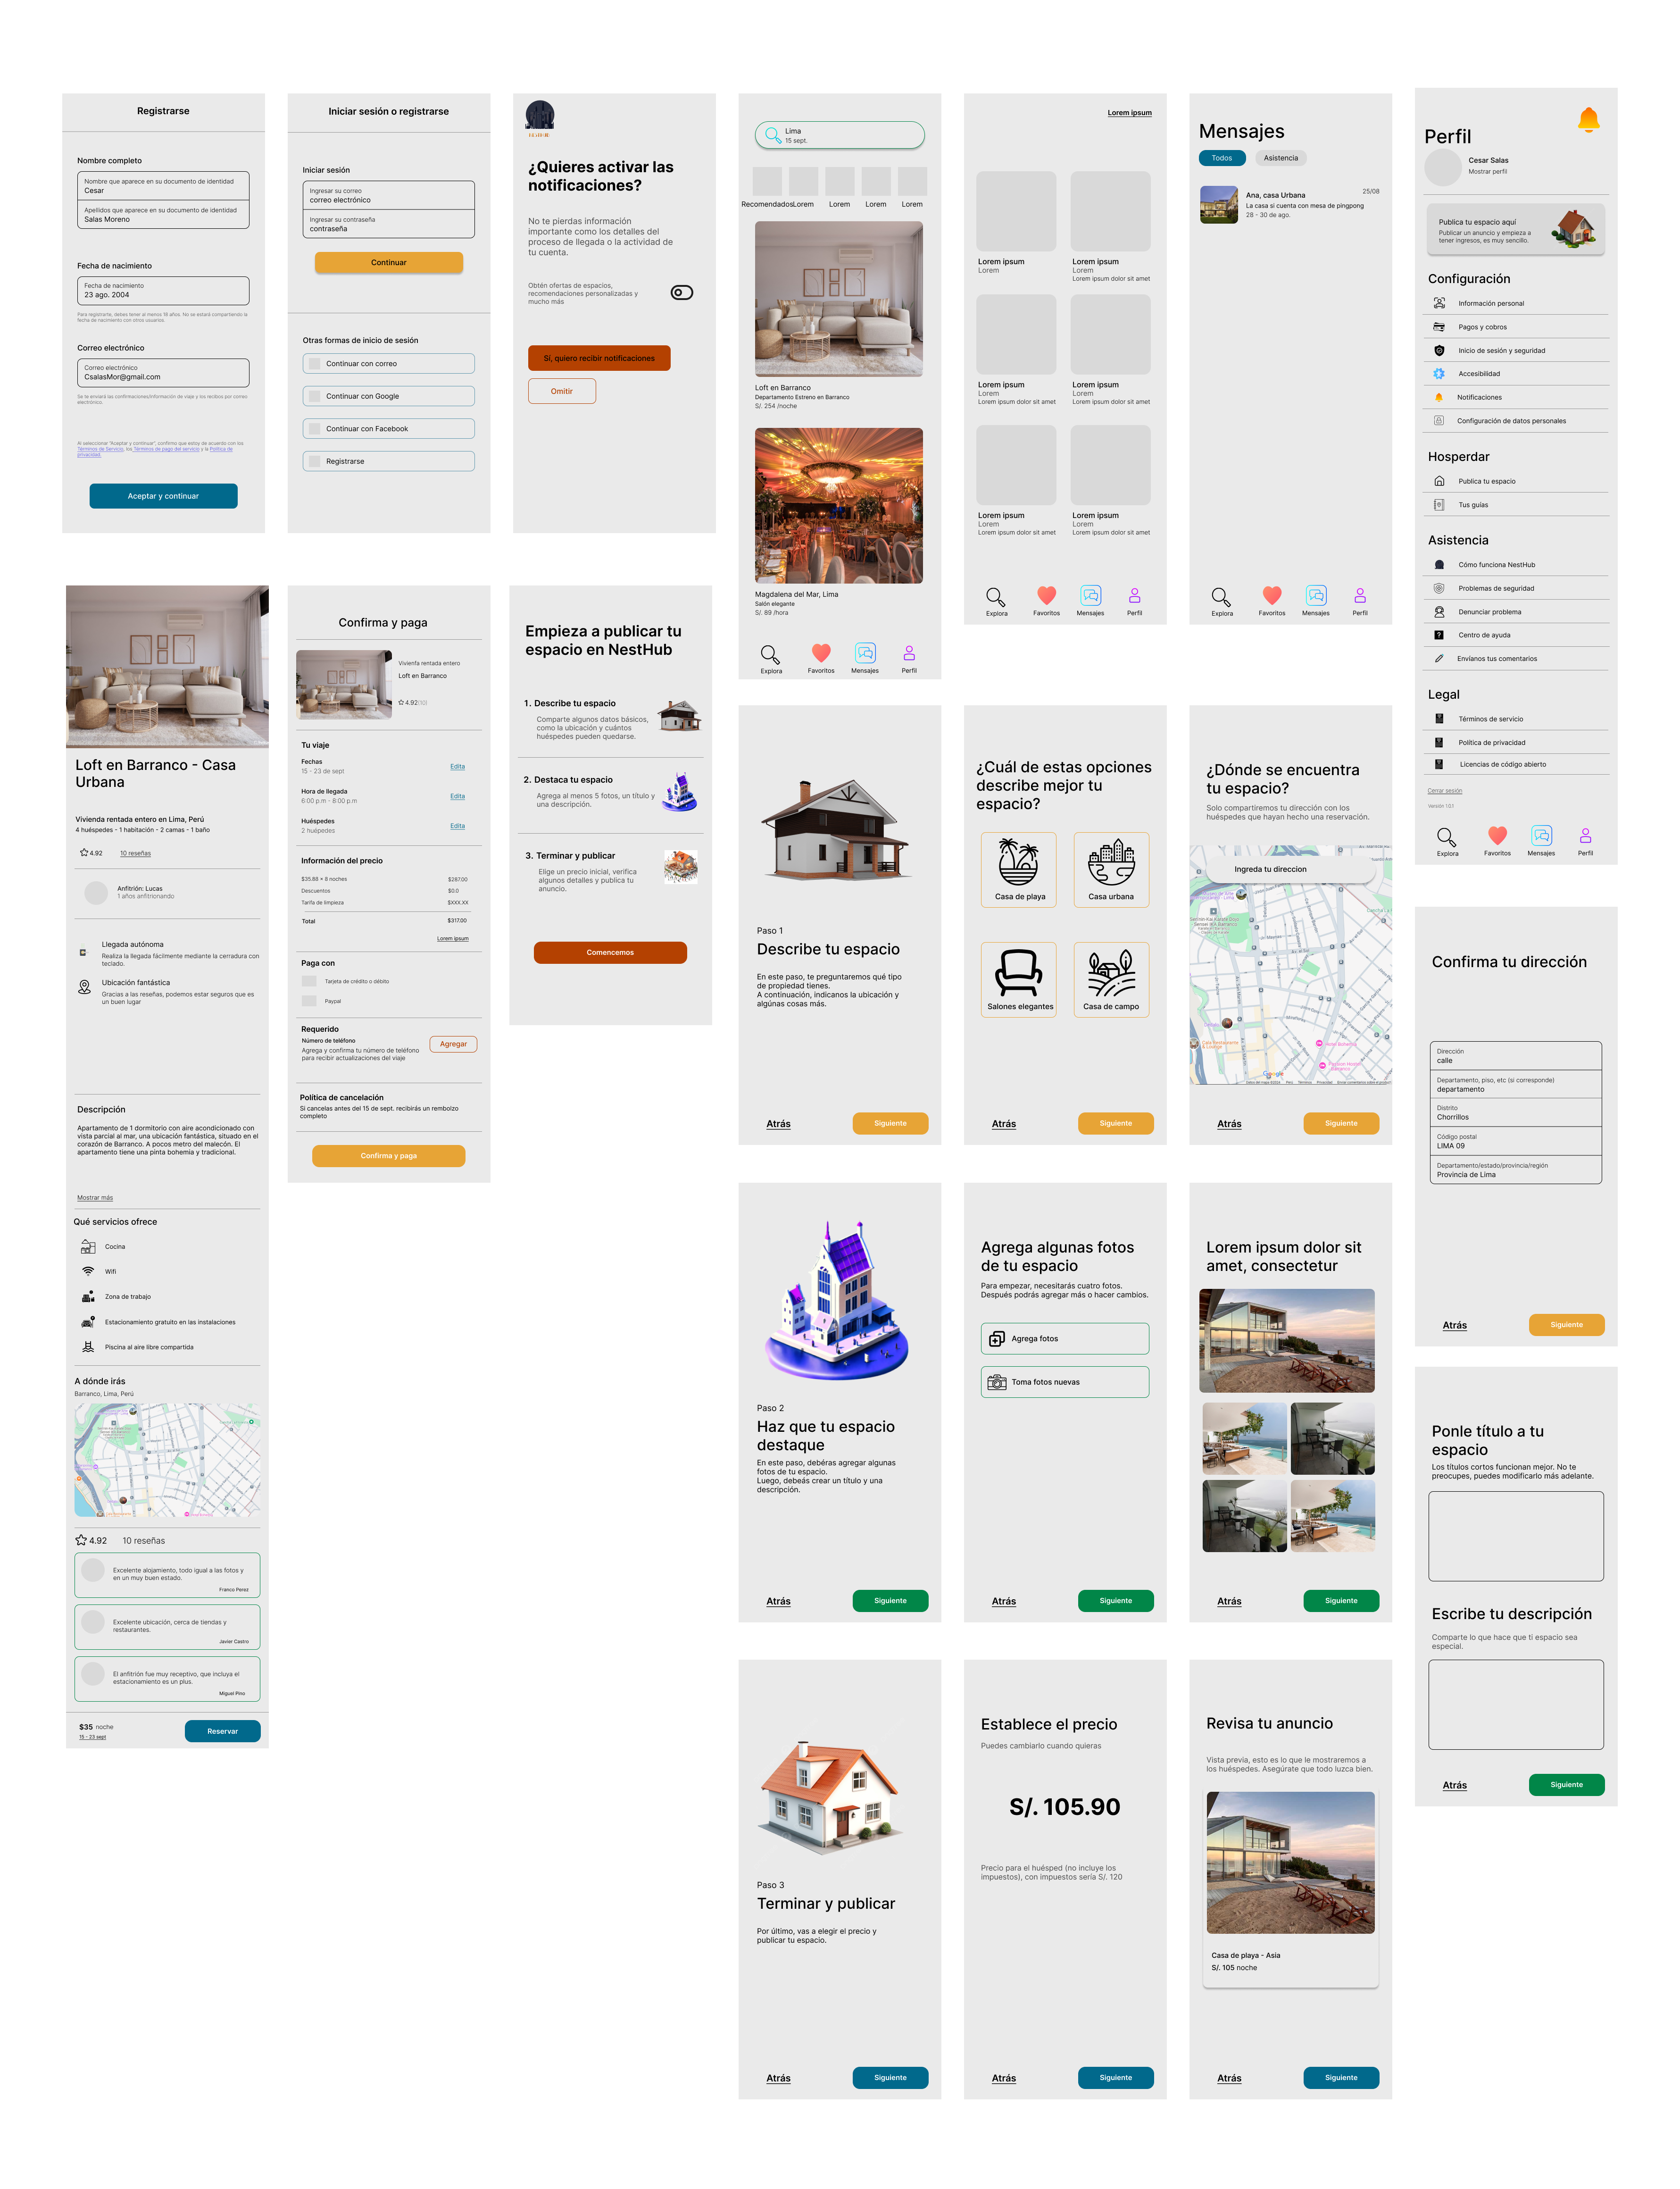 Registrarse
Nombre completo
Nombre que aparece en su documento de identidad
Cesar
Apellidos que aparece en su documento de identidad
Salas Moreno
Fecha de nacimiento
Fecha de nacimiento
23 ago. 2004
Para registrarte, debes tener al menos 18 años. No se estará compartiendo la
fecha de nacimiento con otros usuarios.
Correo electrónico
Correo electrónico
CsalasMor@gmail.com
Se te enviará las confirmaciones/información de viaje y los recibos por correo
electrónico.
Al seleccionar "Aceptar y continuar", confirmo que estoy de acuerdo con los
Términos de Servicio, los Términos de pago del servicio y la Política de
privacidad.
Aceptar y continuar
Iniciar sesión o registrarse
Iniciar sesión
Ingresar su correo
correo electrónico
Ingresar su contraseña
contraseña
Continuar
Otras formas de inicio de sesión
Continuar con correo
Continuar con Google
Continuar con Facebook
Registrarse
¿Quieres activar las
notificaciones?
No te pierdas información
importante como los detalles del
proceso de llegada o la actividad de
tu cuenta.
Obtén ofertas de espacios,
recomendaciones personalizadas y
mucho más
Sí, quiero recibir notificaciones
Omitir
Lima
15 sept.
Recomendados
Lorem
Lorem
Lorem
Lorem
Loft en Barranco
Departamento Estreno en Barranco
S/. 254 /noche
Magdalena del Mar, Lima
Salón elegante
S/. 89 /hora
Explora
Favoritos
Mensajes
Perfil
Lorem ipsum
Lorem ipsum
Lorem
Lorem ipsum
Lorem
Lorem ipsum dolor sit amet
Lorem ipsum
Lorem
Lorem ipsum dolor sit amet
Lorem ipsum
Lorem
Lorem ipsum dolor sit amet
Lorem ipsum
Lorem
Lorem ipsum dolor sit amet
Lorem ipsum
Lorem
Lorem ipsum dolor sit amet
Explora
Favoritos
Mensajes
Perfil
Mensajes
Todos
Asistencia
25/08
Ana, casa Urbana
La casa si cuenta con mesa de pingpong
28 - 30 de ago.
Explora
Favoritos
Mensajes
Perfil
Perfil
Cesar Salas
Mostrar perfil
Publica tu espacio aquí
Publicar un anuncio y empieza a
tener ingresos, es muy sencillo.
Configuración
Información personal
Pagos y cobros
Inicio de sesión y seguridad
Accesibilidad
Notificaciones
Configuración de datos personales
Hosperdar
Publica tu espacio
Tus guías
Asistencia
Cómo funciona NestHub
Problemas de seguridad
Denunciar problema
Centro de ayuda
Envíanos tus comentarios
Legal
Términos de servicio
Política de privacidad
Licencias de código abierto
Cerrar sesión
Explora
Favoritos
Mensajes
Perfil
Loft en Barranco - Casa
Urbana
Vivienda rentada entero en Lima, Perú
4 huéspedes - 1 habitación - 2 camas - 1 baño
4.92
10 reseñas
Anfitrión: Lucas
1 años anfitrionando
Llegada autónoma
Realiza la llegada fácilmente mediante la cerradura con
teclado.
Ubicación fantástica
Gracias a las reseñas, podemos estar seguros que es
un buen lugar
Descripción
Apartamento de 1 dormitorio con aire acondicionado con
vista parcial al mar, una ubicación fantástica, situado en el
corazón de Barranco. A pocos metro del malecón. El
apartamento tiene una pinta bohemia y tradicional.
Mostrar más
Qué servicios ofrece
Cocina
Wifi
Zona de trabajo
Estacionamiento gratuito en las instalaciones
Piscina al aire libre compartida
A dónde irás
Barranco, Lima, Perú
4.92
10 reseñas
Excelente alojamiento, todo igual a las fotos y
en un muy buen estado.
Franco Perez
Excelente ubicación, cerca de tiendas y
restaurantes.
Javier Castro
El anfitrión fue muy receptivo, que incluya el
estacionamiento es un plus.
Miguel Pino
$35 noche
15 - 23 sept
Reservar
Confirma y paga
Vivienfa rentada entero
Loft en Barranco
4.92(10)
Tu viaje
Fechas
15 - 23 de sept
Edita
Hora de llegada
6:00 p.m - 8:00 p.m
Edita
Huéspedes
2 huépedes
Edita
Información del precio
$35.88 * 8 noches
$287.00
Descuentos
$0.0
Tarifa de limpieza
$XXX.XX
Total
$317.00
Lorem ipsum
Paga con
Tarjeta de crédito o débito
Paypal
Requerido
Número de teléfono
Agrega y confirma tu número de teléfono
para recibir actualizaciones del viaje
Agregar
Política de cancelación
Si cancelas antes del 15 de sept. recibirás un rembolzo
completo
Confirma y paga
Empieza a publicar tu
espacio en NestHub
1. Describe tu espacio
Comparte algunos datos básicos,
como la ubicación y cuántos
huéspedes pueden quedarse.
2. Destaca tu espacio
Agrega al menos 5 fotos, un título y
una descripción.
3. Terminar y publicar
Elige un precio inicial, verifica
algunos detalles y publica tu
anuncio.
Comencemos
Paso 1
Describe tu espacio
En este paso, te preguntaremos qué tipo
de propiedad tienes.
A continuación, indicanos la ubicación y
algúnas cosas más.
Atrás
Siguiente
¿Cuál de estas opciones
describe mejor tu
espacio?
Casa de playa
Casa urbana
Salones elegantes
Casa de campo
Atrás
Siguiente
¿Dónde se encuentra
tu espacio?
Solo compartiremos tu dirección con los
huéspedes que hayan hecho una reservación.
Ingreda tu direccion
Google
Atrás
Siguiente
Confirma tu dirección
Dirección
calle
Departamento, piso, etc (si corresponde)
departamento
Distrito
Chorrillos
Código postal
LIMA 09
Departamento/estado/provincia/región
Provincia de Lima
Atrás
Siguiente
Paso 2
Haz que tu espacio
destaque
En este paso, debéras agregar algunas
fotos de tu espacio.
Luego, debeás crear un título y una
descripción.
Atrás
Siguiente
Agrega algunas fotos
de tu espacio
Para empezar, necesitarás cuatro fotos.
Después podrás agregar más o hacer cambios.
Agrega fotos
Toma fotos nuevas
Atrás
Siguiente
Lorem ipsum dolor sit
amet, consectetur
Atrás
Siguiente
Ponle título a tu
espacio
Los títulos cortos funcionan mejor. No te
preocupes, puedes modificarlo más adelante.
Escribe tu descripción
Comparte lo que hace que ti espacio sea
especial.
Atrás
Siguiente
Paso 3
Terminar y publicar
Por último, vas a elegir el precio y
publicar tu espacio.
Atrás
Siguiente
Establece el precio
Puedes cambiarlo cuando quieras
S/. 105.90
Precio para el huésped (no incluye los
impuestos), con impuestos sería S/. 120
Atrás
Siguiente
Revisa tu anuncio
Vista previa, esto es lo que le mostraremos a
los huéspedes. Asegúrate que todo luzca bien.
Casa de playa - Asia
S/. 105 noche
Atrás
Siguiente